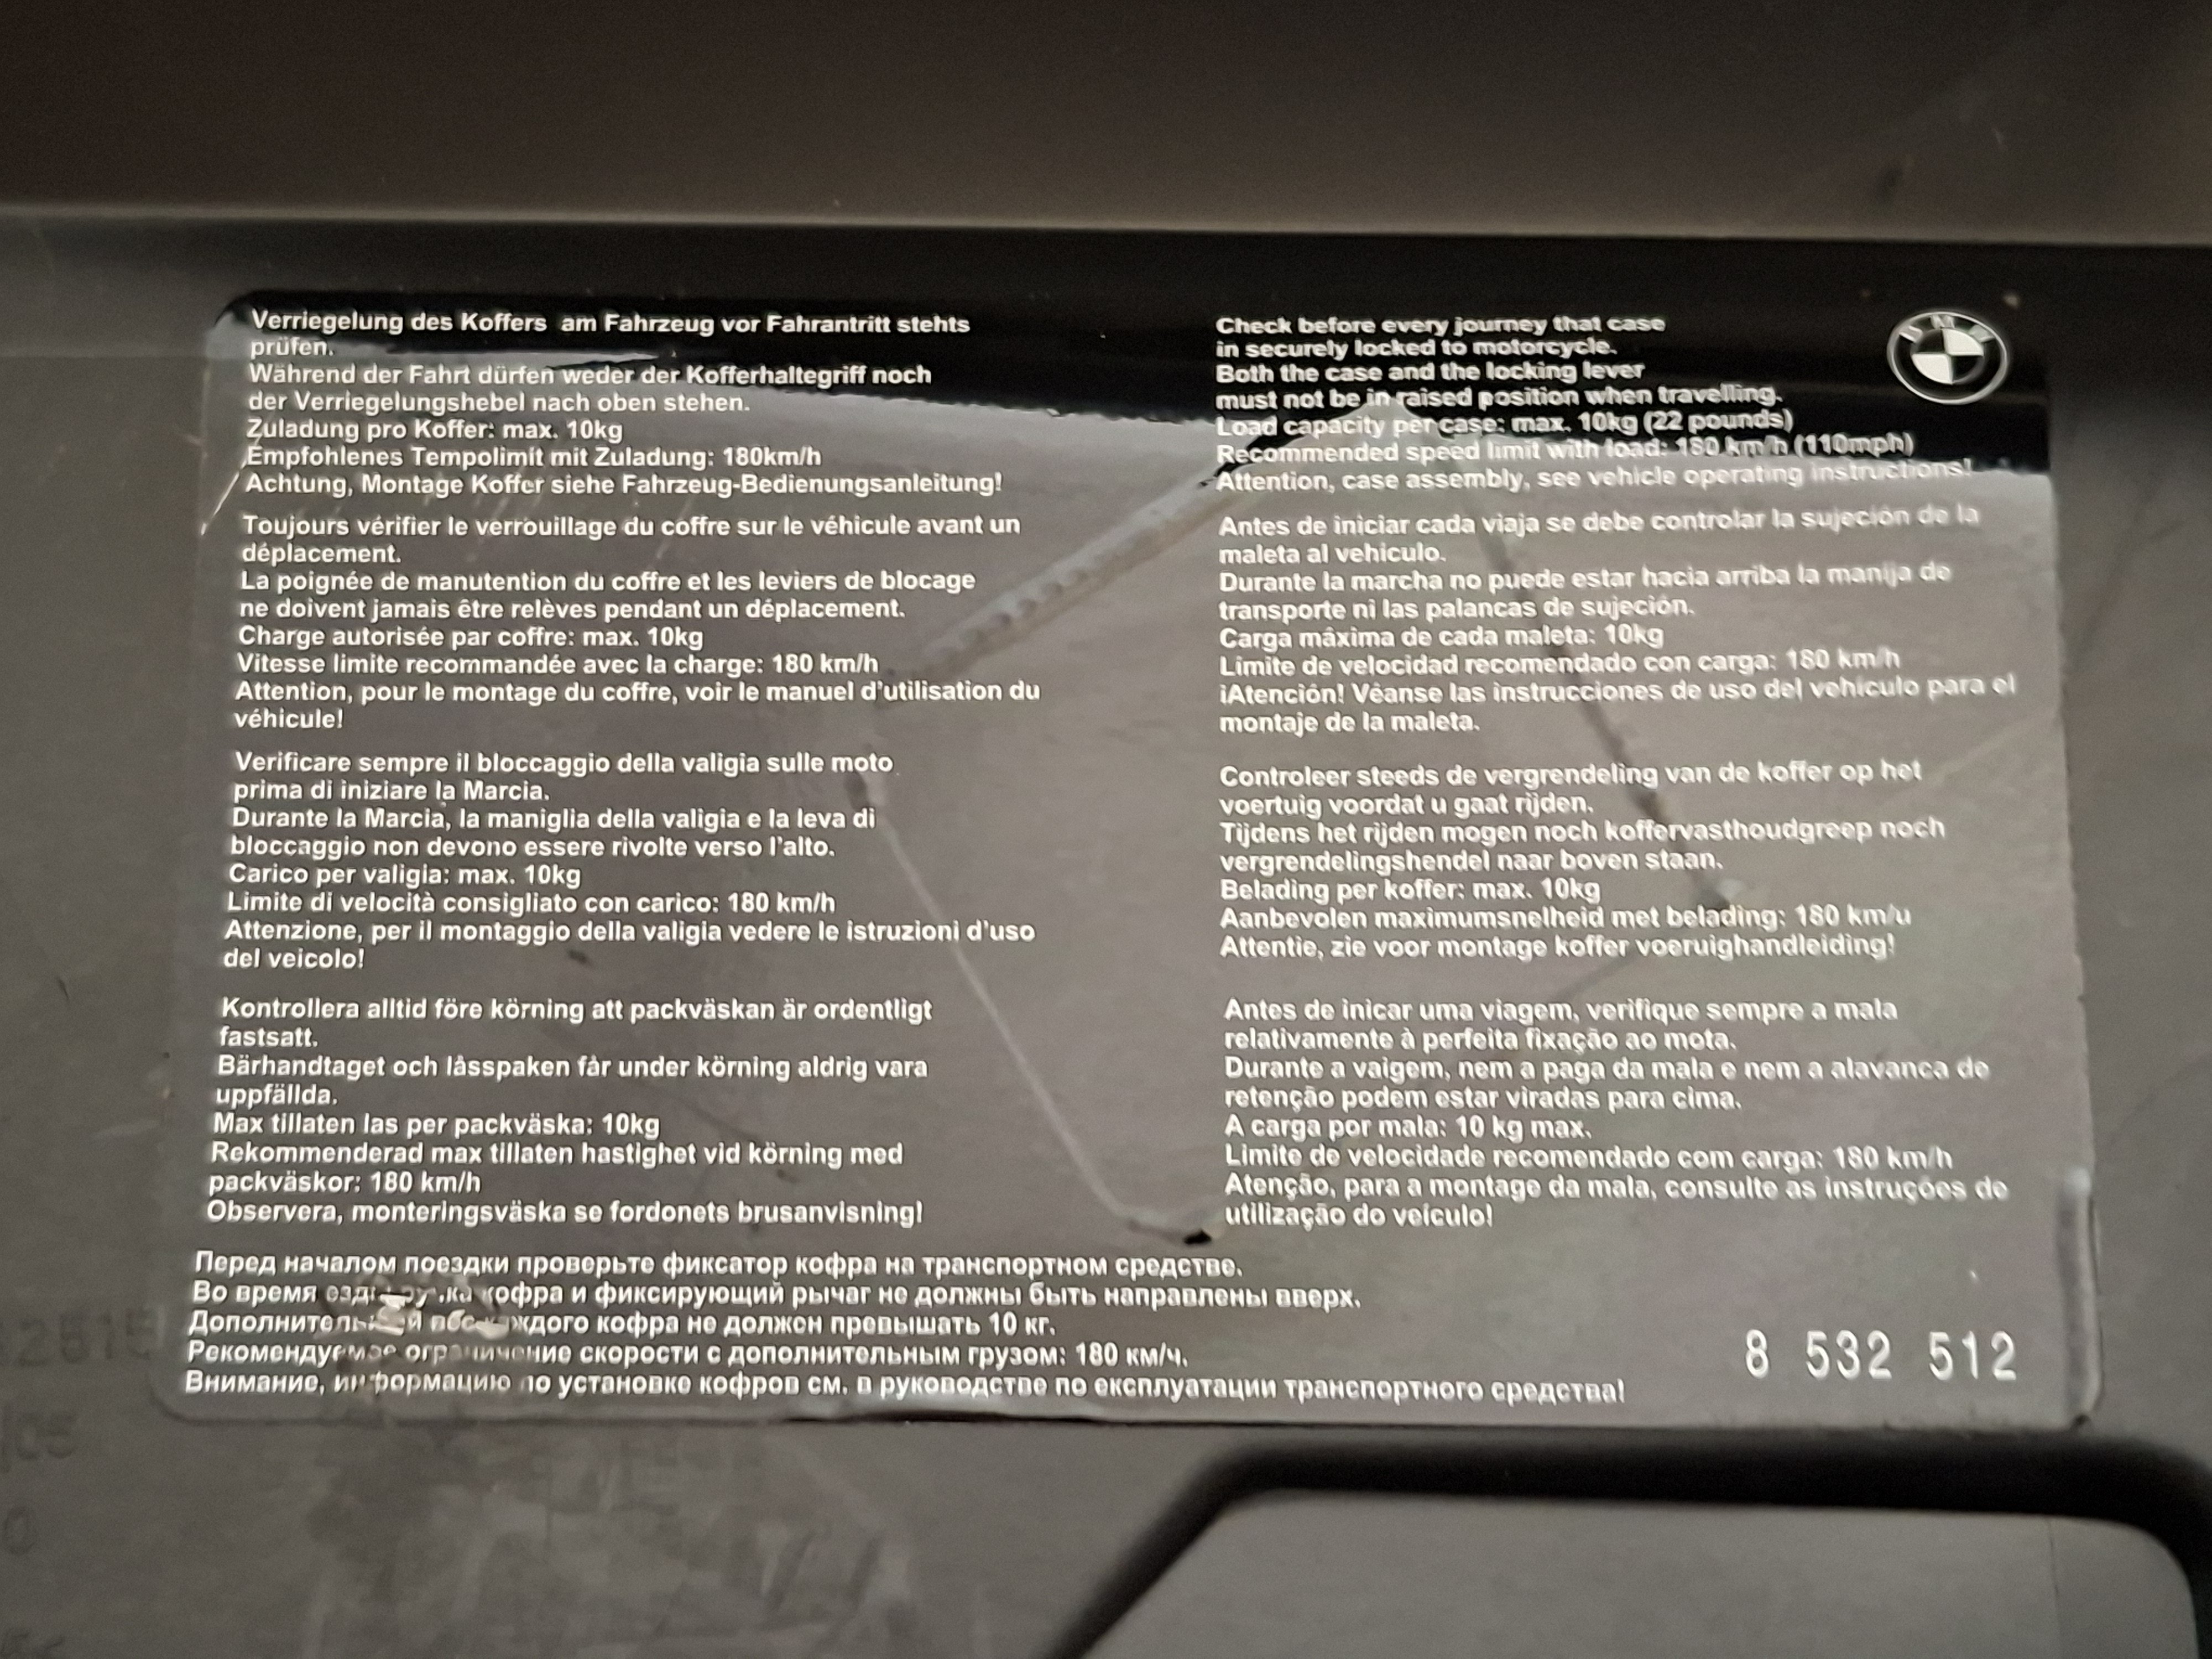 Verriegelung des Koffers am Fahrzeug vor Fahrantritt stehts
prüfen.
Während der Fahrt dürfen weder der Kofferhaltegriff noch
der Verriegelungshebel nach oben stehen.
Zuladung pro Koffer: max. 10kg
Empfohlenes Tempolimit mit Zuladung: 180km/h
Achtung, Montage Koffer siehe Fahrzeug-Bedienungsanleitung!
Toujours vérifier le verrouillage du coffre sur le véhicule avant un
déplacement.
La poignée de manutention du coffre et les leviers de blocage
ne doivent jamais être relèves pendant un déplacement.
Charge autorisée par coffre: max. 10kg
Vitesse limite recommandée avec la charge: 180 km/h
Attention, pour le montage du coffre, voir le manuel d'utilisation du
véhicule!
Verificare sempre il bloccaggio della valigia sulle moto
prima di iniziare la Marcia.
Durante la Marcia, la maniglia della valigia e la leva di
bloccaggio non devono essere rivolte verso l'alto.
Carico per valigia: max. 10kg
Limite di velocità consigliato con carico: 180 km/h
Attenzione, per il montaggio della valigia vedere le istruzioni d'uso
del veicolo!
Kontrollera alltid före körning att packväskan är ordentligt
fastsatt.
Bärhandtaget och låsspaken får under körning aldrig vara
uppfällda.
Max tillaten las per packväska: 10kg
Rekommenderad max tillaten hastighet vid körning med
packväskor: 180 km/h
Observera, monteringsväska se fordonets brusanvisning!
Check before every journey that case
in securely locked to motorcycle.
Both the case and the locking lever
must not be in raised position when travelling.
Load capacity per case: max. 10kg (22 pounds)
Recommended speed limit with load: 180 km/h (110mph)
Attention, case assembly, see vehicle operating instructions!
Antes de iniciar cada viaja se debe controlar la sujeción de la
maleta al vehiculo.
Durante la marcha no puede estar hacia arriba la manija de
transporte ni las palancas de sujeción.
Carga máxima de cada maleta: 10kg
Limite de velocidad recomendado con carga: 180 km/h
¡Atención! Véanse las instrucciones de uso del vehículo para el
montaje de la maleta.
Controleer steeds de vergrendeling van de koffer op het
voertuig voordat u gaat rijden.
Tijdens het rijden mogen noch koffervasthoudgreep noch
vergrendelingshendel naar boven staan.
Belading per koffer: max. 10kg
Aanbevolen maximumsnelheid met belading: 180 km/u
Attentie, zie voor montage koffer voeruighandleiding!
Antes de inicar uma viagem, verifique sempre a mala
relativamente à perfeita fixação ao mota.
Durante a vaigem, nem a paga da mala e nem a alavanca de
retenção podem estar viradas para cima.
A carga por mala: 10 kg max.
Limite de velocidade recomendado com carga: 180 km/h
Atenção, para a montage da mala, consulte as instruções de
utilização do veiculo!
Перед началом поездки проверьте фиксатор кофра на транспортном средстве.
Во время кофра и фиксирующий рычаг не должны быть направлены вверх.
кофра не должен превышать 10 кг.
Рекомендуемое ограничение скорости с дополнительным грузом: 180 км/ч.
Внимание, информацию по установке кофров см. в руководстве по експлуатации транспортного средства!
BMW
8 532 512